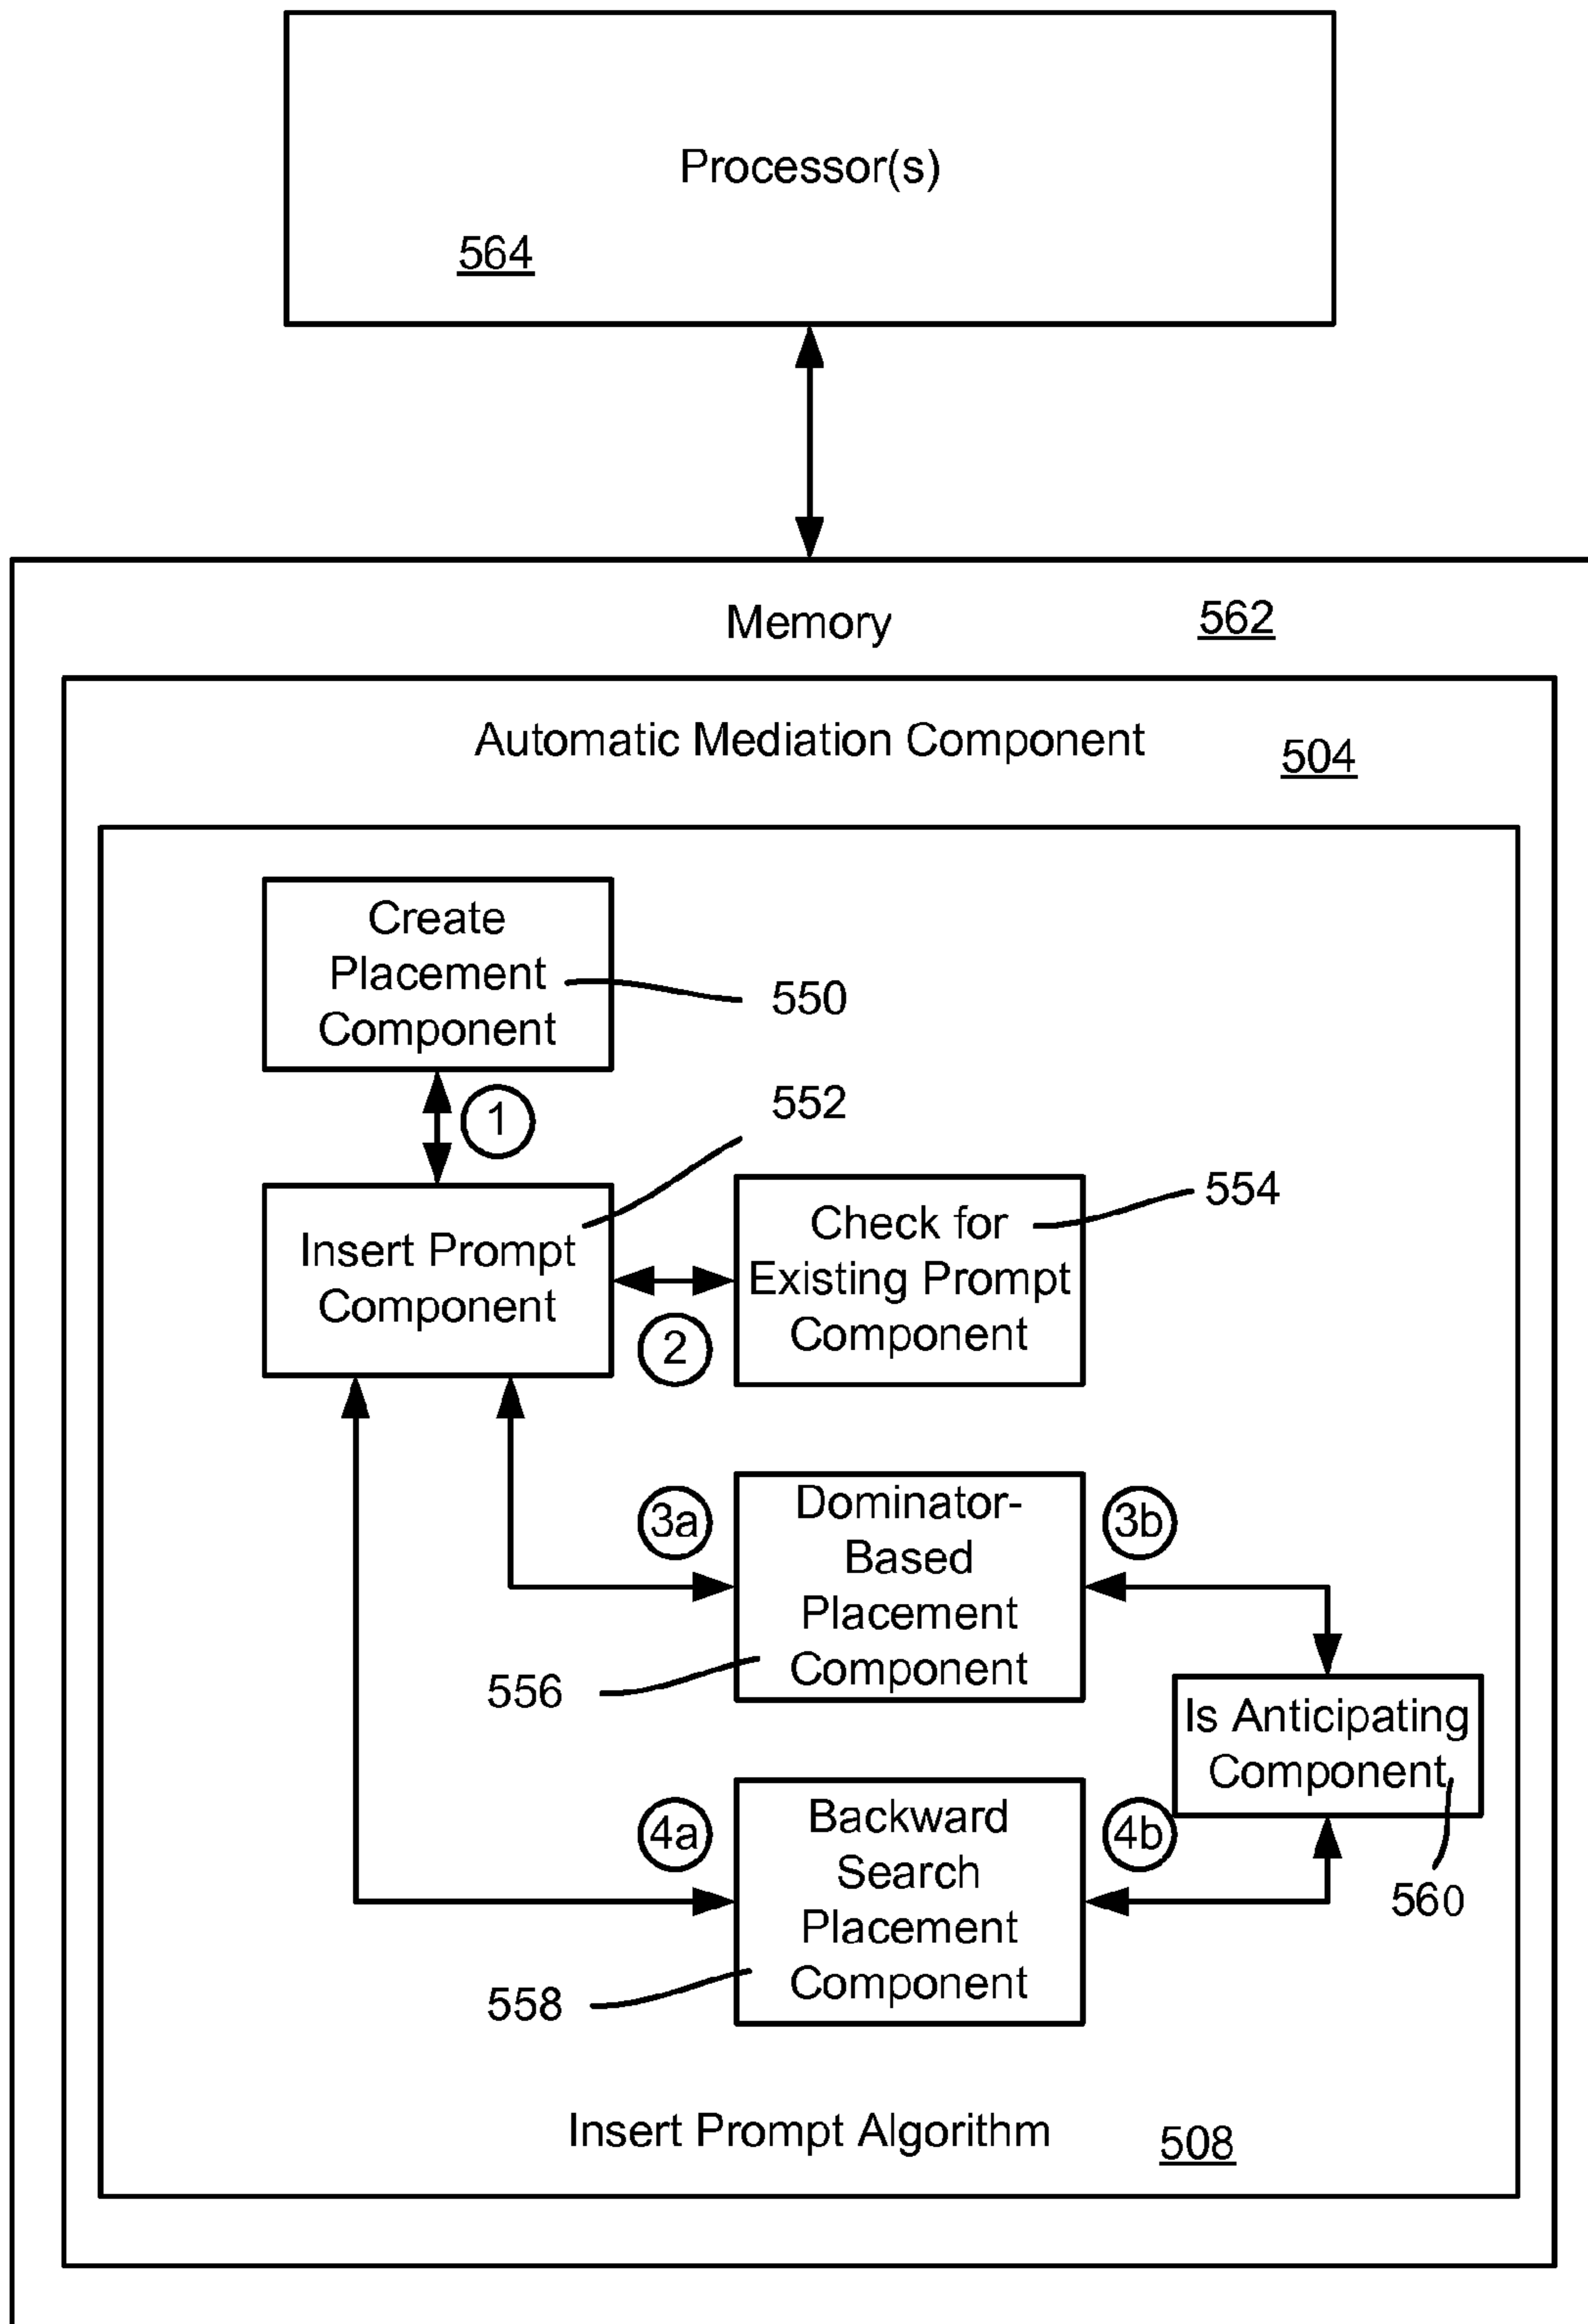 Processor(s)
564
Memory
562
Automatic Mediation Component
504
Create
Placement
Component
550
1
552
Insert Prompt
Component
2
Check for
Existing Prompt
Component
554
3a
Dominator-
Based
Placement
Component
3b
556
Is Anticipating
Component
560
4a
Backward
Search
Placement
Component
4b
558
Insert Prompt Algorithm
508